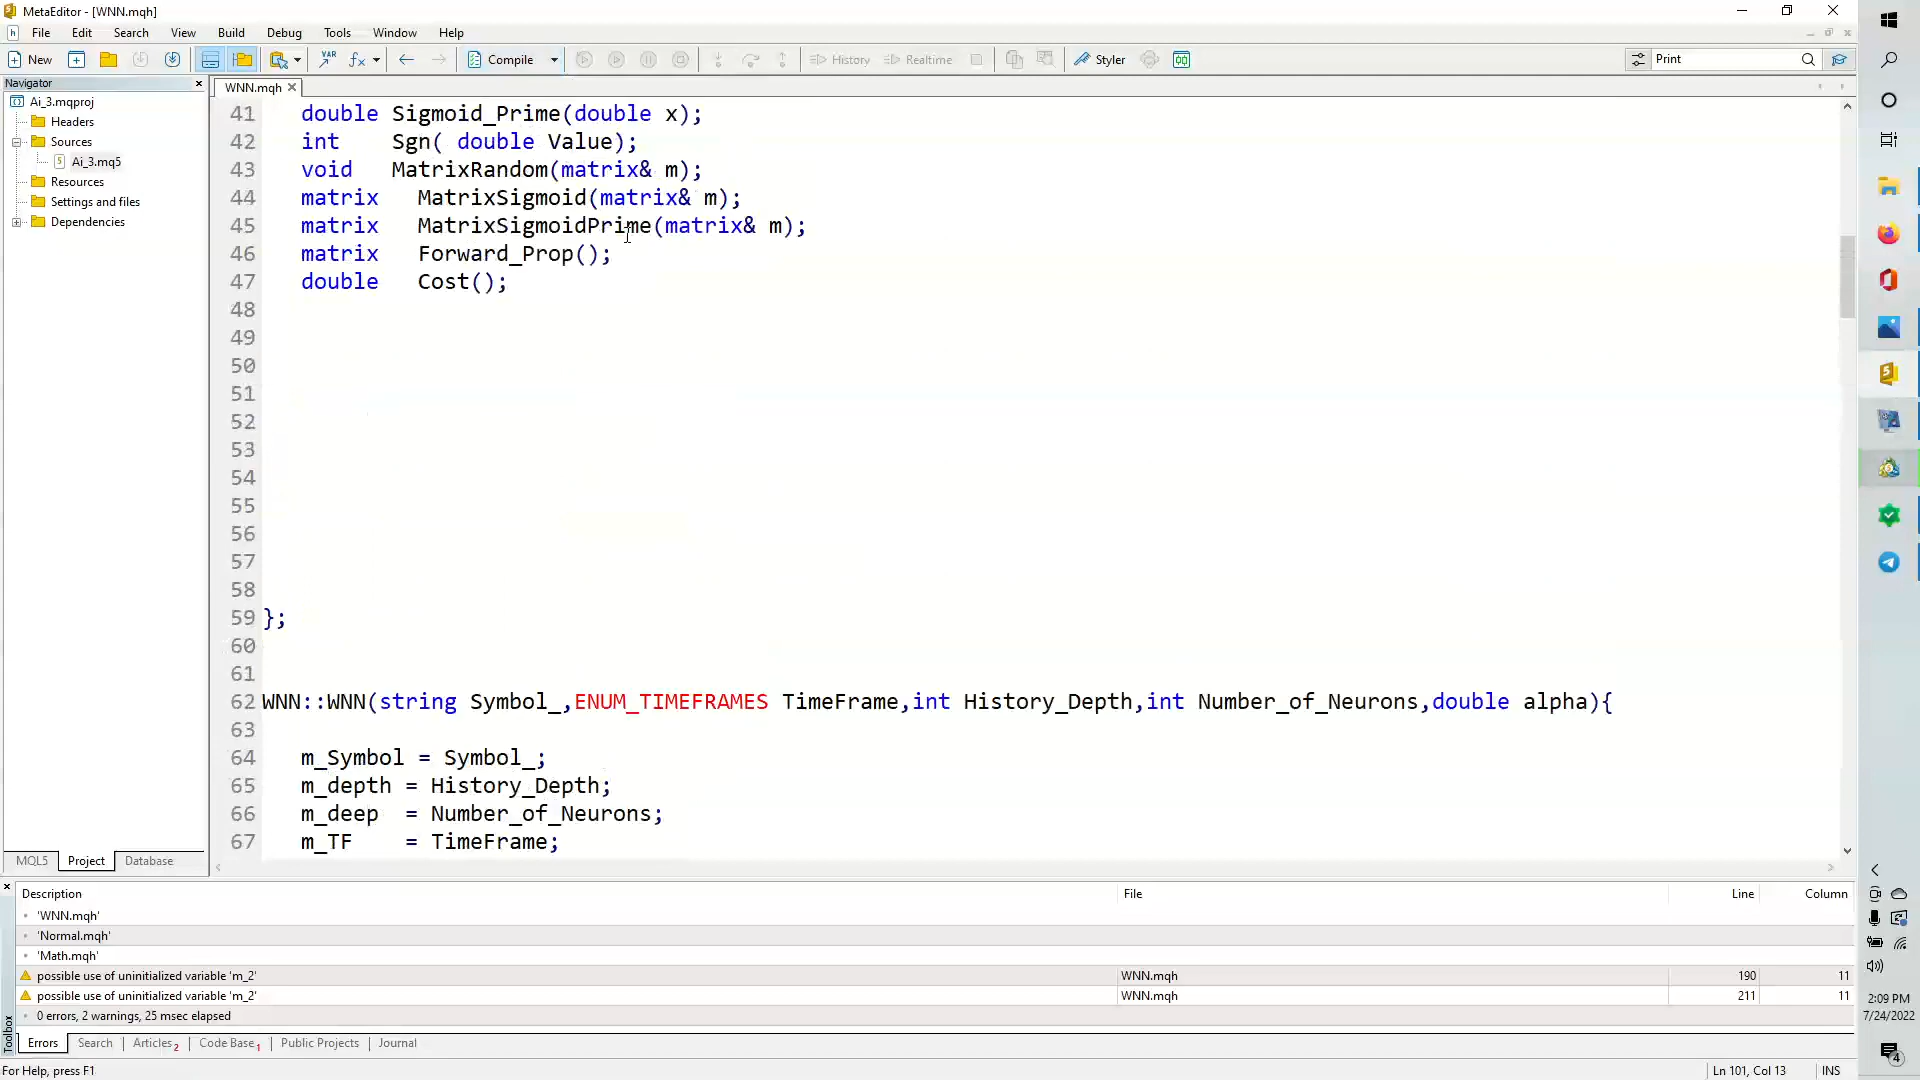 MetaEditor - [WNN.mqh]
File Edit Search View Build Debug Tools Window Help
New Compile History Realtime Styler Print
Navigator
Ai_3.mqproj
Headers
Sources
Ai_3.mq5
Resources
Settings and files
Dependencies
MQL5 Project Database
WNN.mqh
41 double Sigmoid_Prime(double x);
42 int Sgn( double Value);
43 void MatrixRandom(matrix& m);
44 matrix MatrixSigmoid(matrix& m);
45 matrix MatrixSigmoidPrime(matrix& m);
46 matrix Forward_Prop();
47 double Cost();
48
49
50
51
52
53
54
55
56
57
58
59 };
60
61
62 WNN::WNN(string Symbol_,ENUM_TIMEFRAMES TimeFrame,int History_Depth,int Number_of_Neurons,double alpha){
63
64 m_Symbol = Symbol_;
65 m_depth = History_Depth;
66 m_deep = Number_of_Neurons;
67 m_TF = TimeFrame;
Description File Line Column
'WNN.mqh'
'Normal.mqh'
'Math.mqh'
possible use of uninitialized variable 'm_2' WNN.mqh 190 11
possible use of uninitialized variable 'm_2' WNN.mqh 211 11
0 errors, 2 warnings, 25 msec elapsed
Toolbox
Errors Search Articles 2 Code Base 1 Public Projects Journal
For Help, press F1 Ln 101, Col 13 INS
2:09 PM
7/24/2022
4